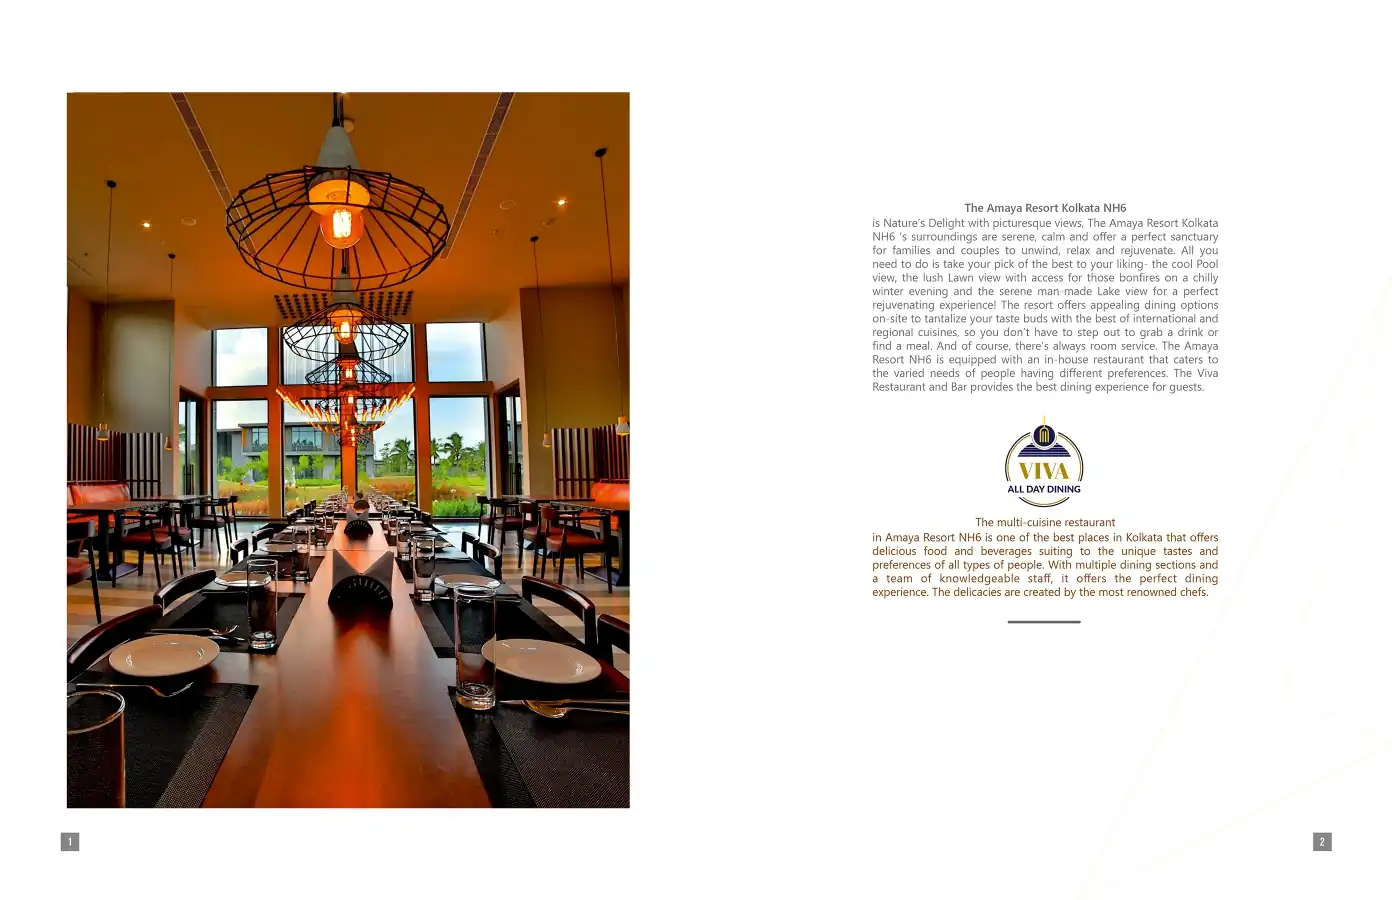 The Amaya Resort Kolkata NH6
is Nature's Delight with picturesque views, The Amaya Resort Kolkata
NH6 's surroundings are serene, calm and offer a perfect sanctuary
for families and couples to unwind, relax and rejuvenate. All you
need to do is take your pick of the best to your liking- the cool Pool
view, the lush Lawn view with access for those bonfires on a chilly
winter evening and the serene man-made Lake view for a perfect
rejuvenating experience! The resort offers appealing dining options
on-site to tantalize your taste buds with the best of international and
regional cuisines, so you don't have to step out to grab a drink or
find a meal. And of course, there's always room service. The Amaya
Resort NH6 is equipped with an in-house restaurant that caters to
the varied needs of people having different preferences. The Viva
Restaurant and Bar provides the best dining experience for guests.
VIVA
ALL DAY DINING
The multi-cuisine restaurant
in Amaya Resort NH6 is one of the best places in Kolkata that offers
delicious food and beverages suiting to the unique tastes and
preferences of all types of people. With multiple dining sections and
a team of knowledgeable staff, it offers the perfect dining
experience. The delicacies are created by the most renowned chefs.
1
2